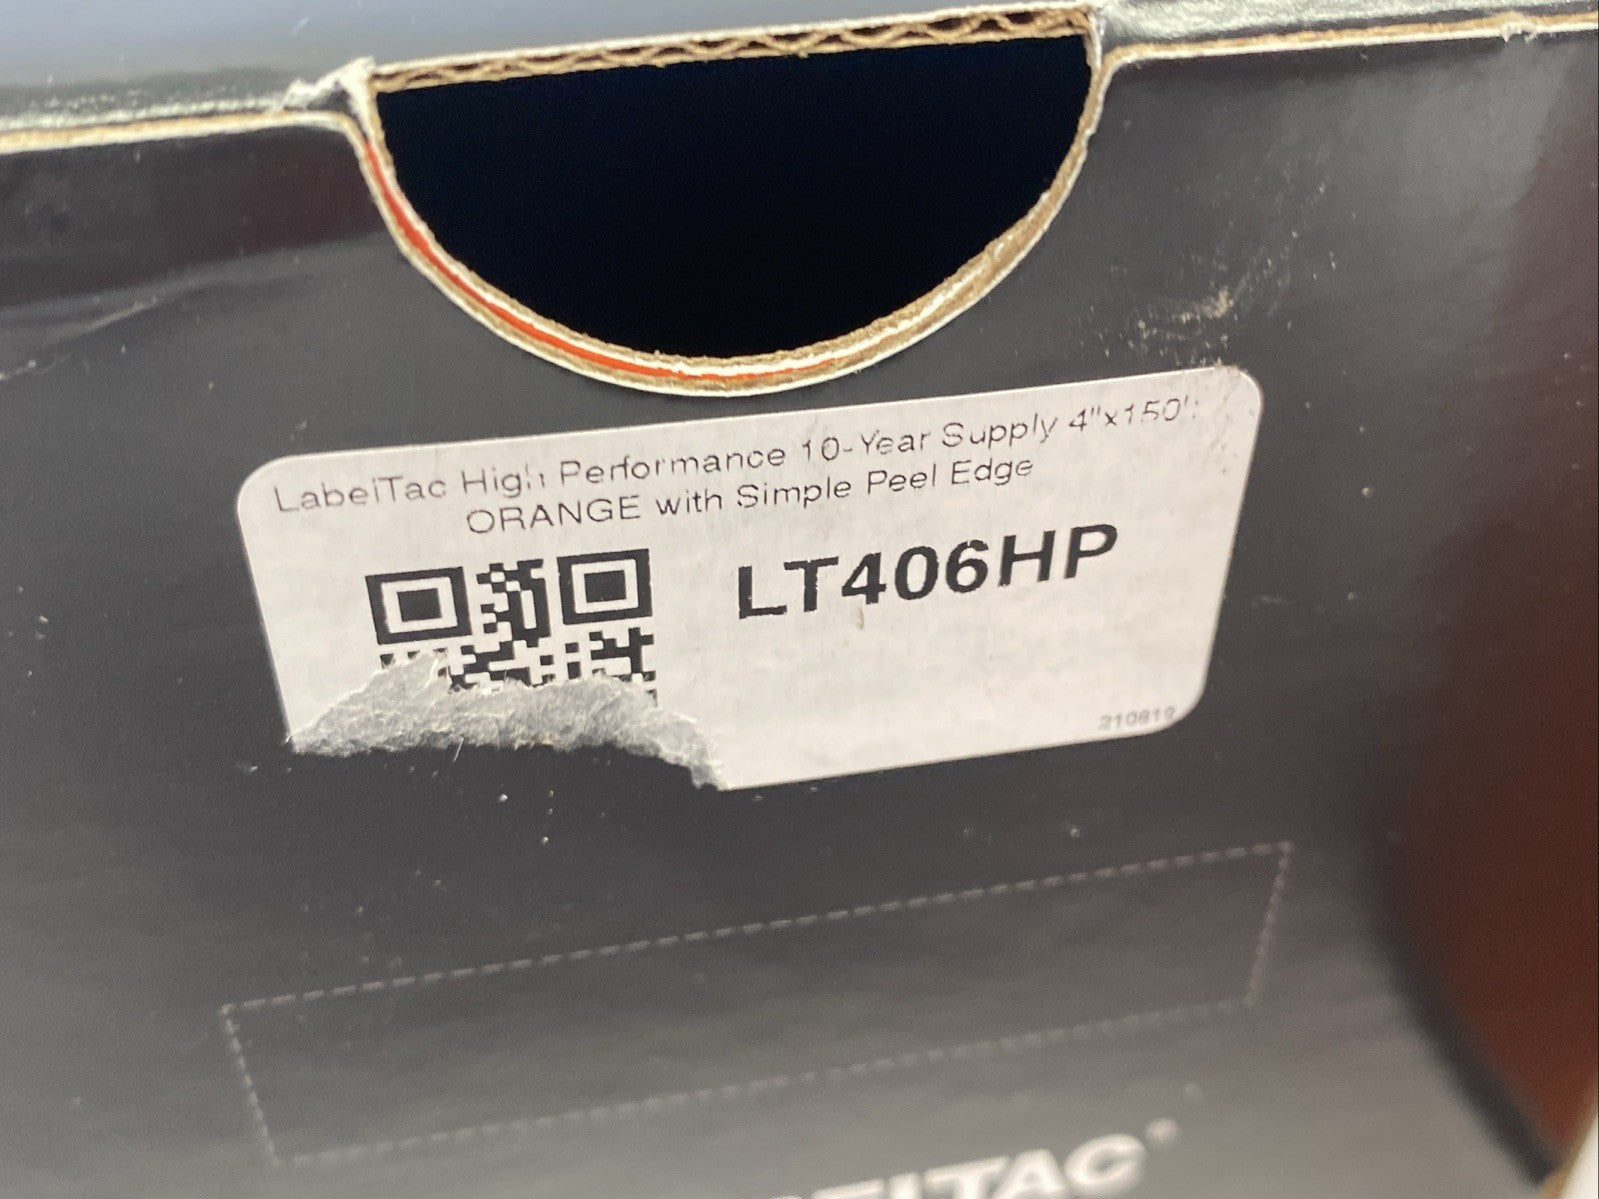 LabelTac High Performance 10-Year Supply 4"x150':
ORANGE with Simple Peel Edge
LT406HP
210819